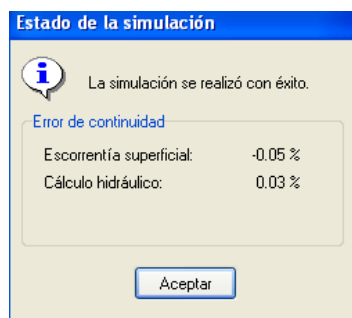 Estado de la simulación
La simulación se realizó con éxito.
Error de continuidad
Escorrentía superficial: -0.05 %
Cálculo hidráulico: 0.03 %
Aceptar